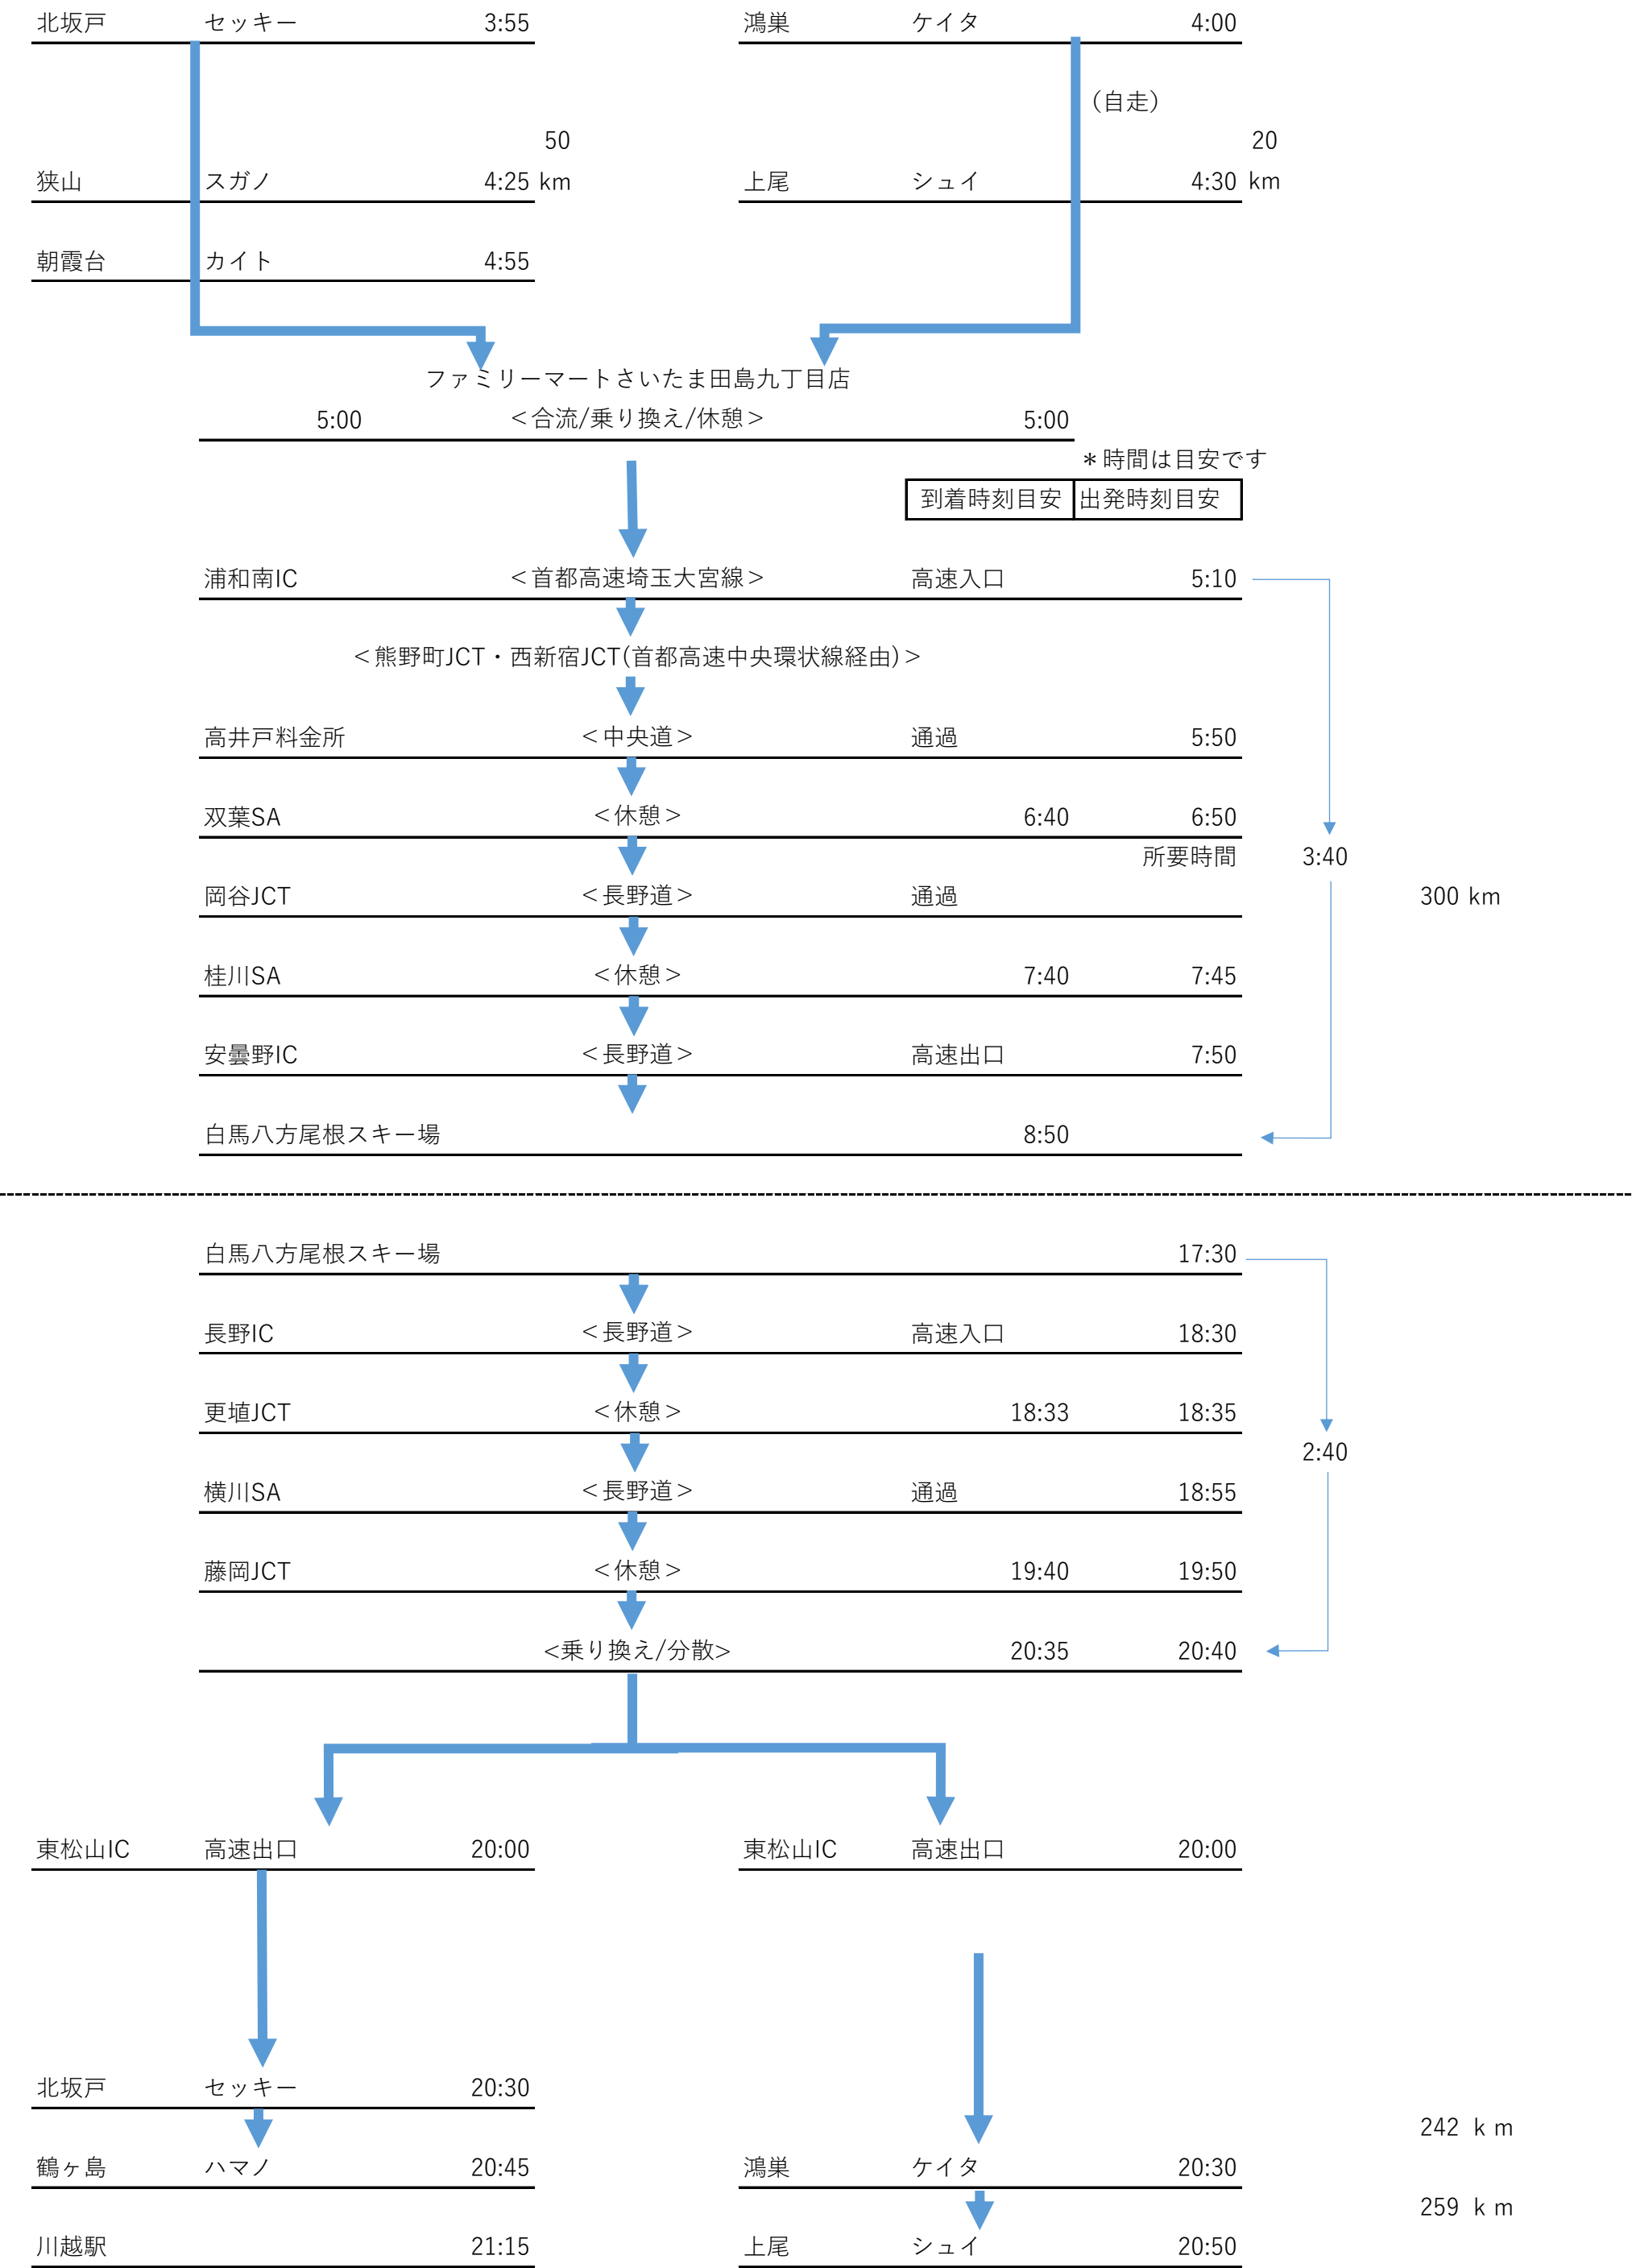 北坂戸 セッキー 3:55 鴻巣 ケイタ 4:00
（自走）
50 20
狭山 スガノ 4:25 km 上尾 シュイ 4:30 km
朝霞台 カイト 4:55
ファミリーマートさいたま田島九丁目店
5:00 ＜合流/乗り換え/休憩＞ 5:00
＊時間は目安です
到着時刻目安 出発時刻目安
浦和南IC ＜首都高速埼玉大宮線＞ 高速入口 5:10
＜熊野町JCT・西新宿JCT(首都高速中央環状線経由)＞
高井戸料金所 ＜中央道＞ 通過 5:50
双葉SA ＜休憩＞ 6:40 6:50
所要時間 3:40
岡谷JCT ＜長野道＞ 通過 300 km
桂川SA ＜休憩＞ 7:40 7:45
安曇野IC ＜長野道＞ 高速出口 7:50
白馬八方尾根スキー場 8:50
白馬八方尾根スキー場 17:30
長野IC ＜長野道＞ 高速入口 18:30
更埴JCT ＜休憩＞ 18:33 18:35
2:40
横川SA ＜長野道＞ 通過 18:55
藤岡JCT ＜休憩＞ 19:40 19:50
<乗り換え/分散> 20:35 20:40
東松山IC 高速出口 20:00 東松山IC 高速出口 20:00
北坂戸 セッキー 20:30
242 ｋｍ
鶴ヶ島 ハマノ 20:45 鴻巣 ケイタ 20:30
259 ｋｍ
川越駅 21:15 上尾 シュイ 20:50